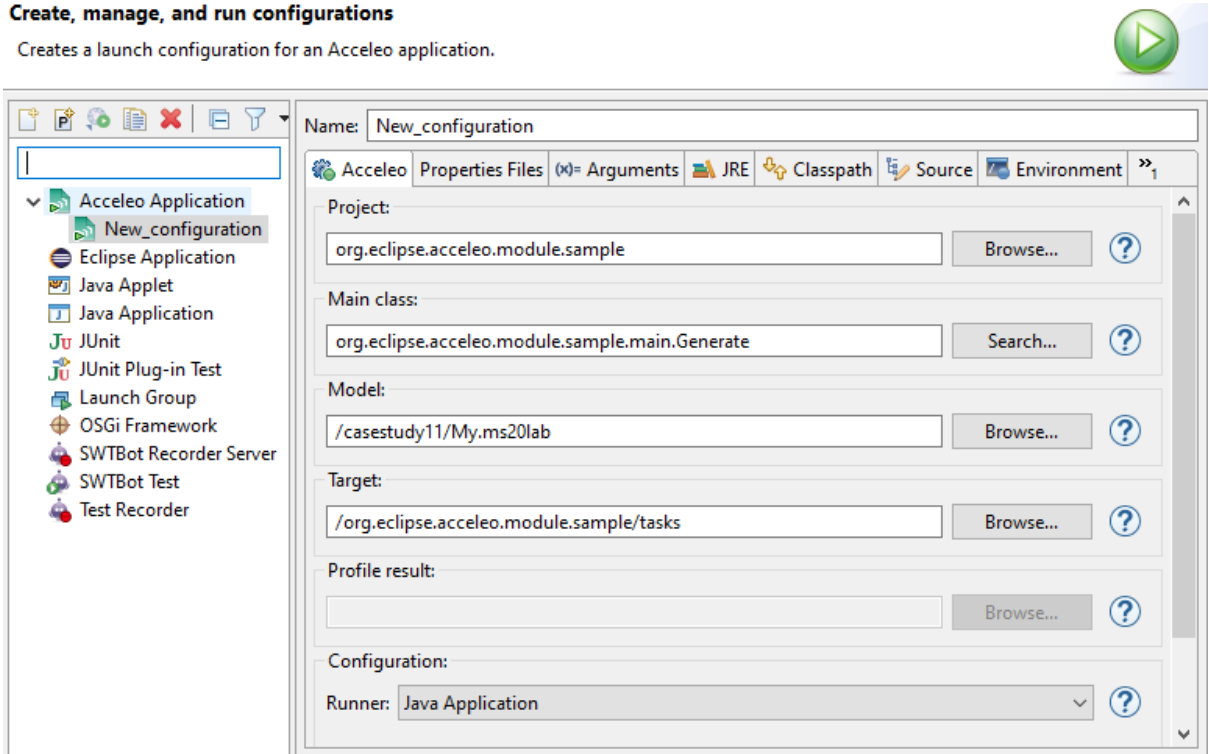 Create, manage, and run configurations
Creates a launch configuration for an Acceleo application.
Name: New_configuration
Acceleo Properties Files (x)= Arguments JRE Classpath Source Environment »1
Acceleo Application
New_configuration
Eclipse Application
Java Applet
Java Application
JUnit
JUnit Plug-in Test
Launch Group
OSGi Framework
SWTBot Recorder Server
SWTBot Test
Test Recorder
Project:
org.eclipse.acceleo.module.sample Browse...
Main class:
org.eclipse.acceleo.module.sample.main.Generate Search...
Model:
/casestudy11/My.ms20lab Browse...
Target:
/org.eclipse.acceleo.module.sample/tasks Browse...
Profile result:
Browse...
Configuration:
Runner: Java Application